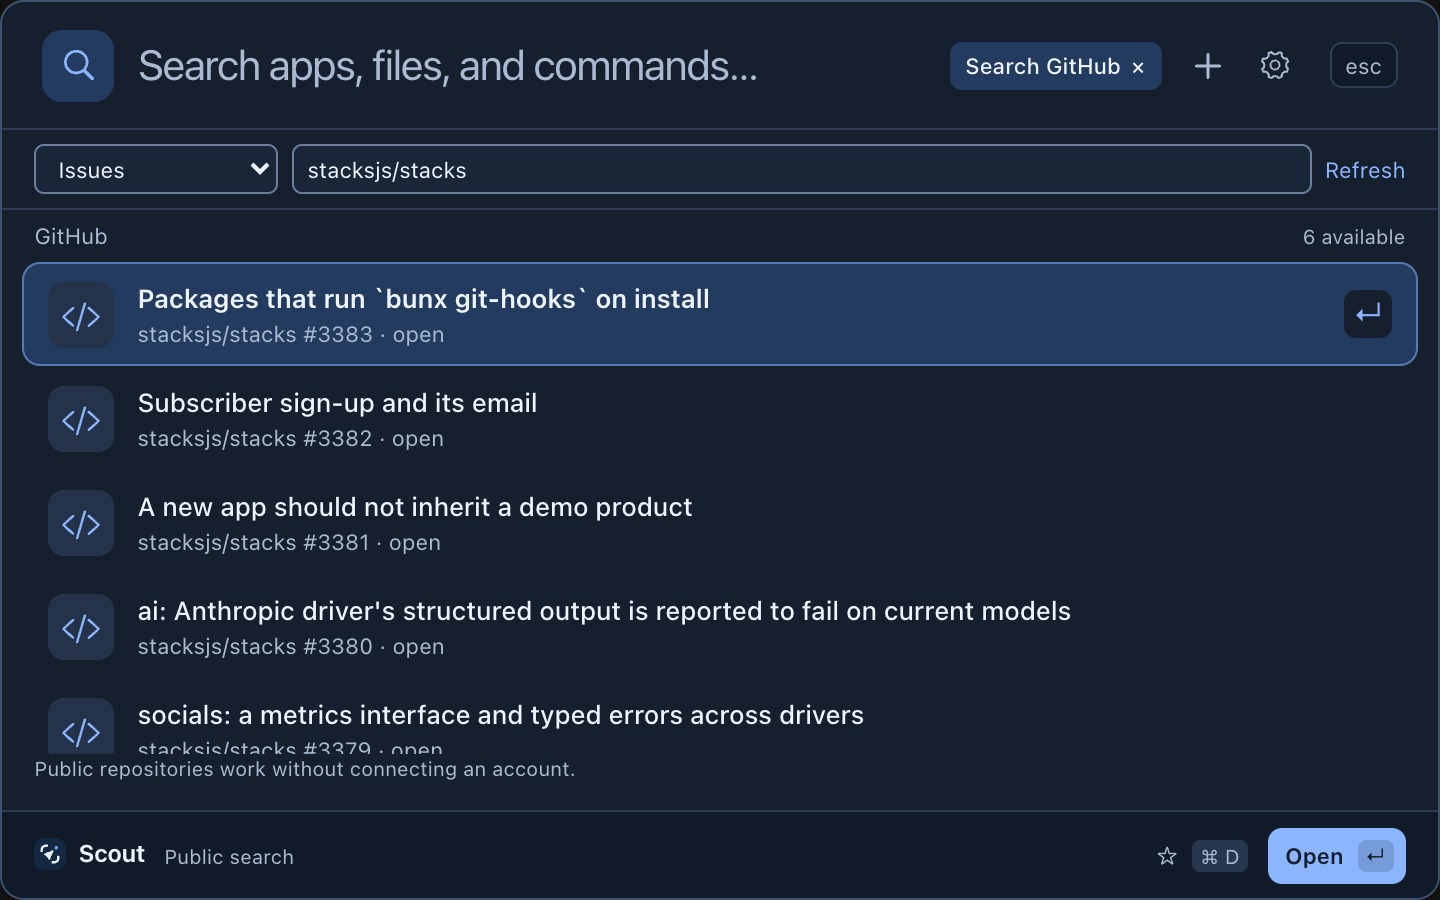 Search apps, files, and commands...
Search GitHub ×
esc
Issues
stacksjs/stacks
Refresh
GitHub
6 available
Packages that run `bunx git-hooks` on install
stacksjs/stacks #3383 · open
Subscriber sign-up and its email
stacksjs/stacks #3382 · open
A new app should not inherit a demo product
stacksjs/stacks #3381 · open
ai: Anthropic driver's structured output is reported to fail on current models
stacksjs/stacks #3380 · open
socials: a metrics interface and typed errors across drivers
stacksjs/stacks #3379 · open
Public repositories work without connecting an account.
Scout
Public search
⌘ D
Open